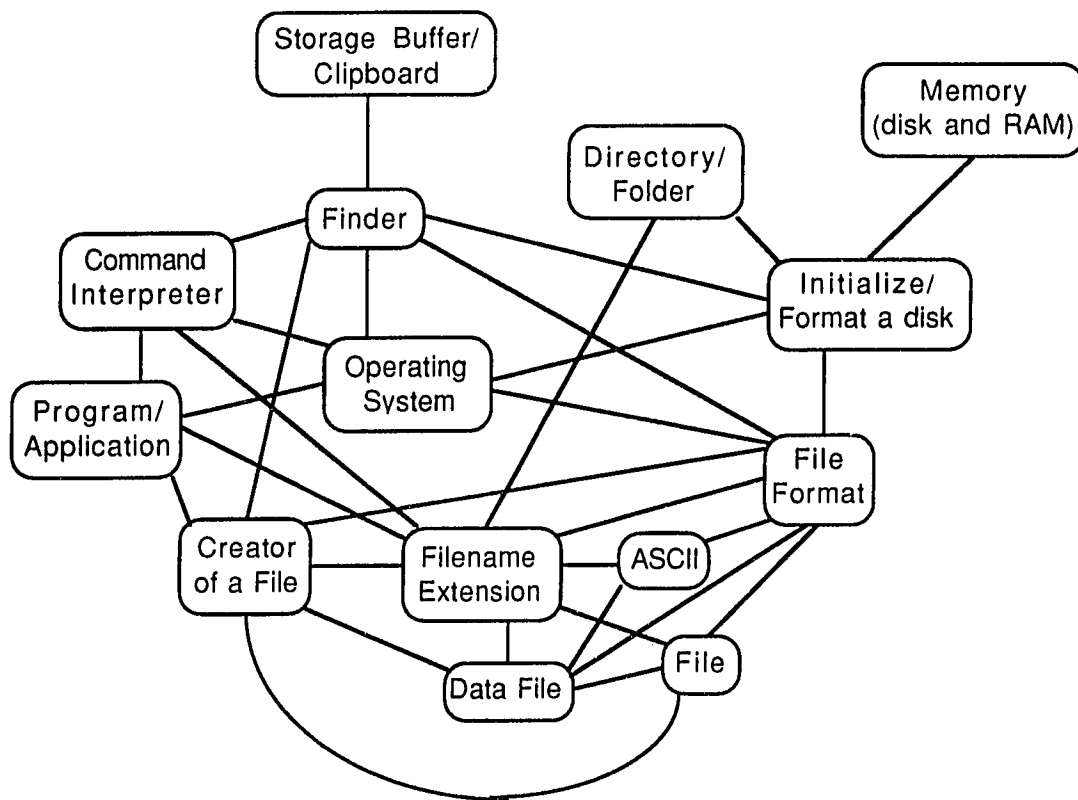 Storage Buffer/
Clipboard
Memory
(disk and RAM)
Directory/
Folder
Finder
Command
Interpreter
Initialize/
Format a disk
Operating
System
Program/
Application
File
Format
Creator
of a File
Filename
Extension
ASCII
Data File
File